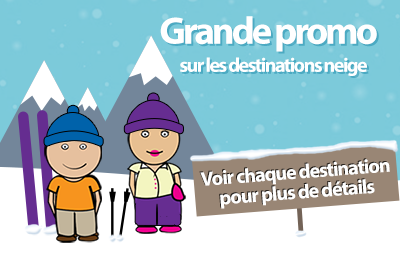 Grande promo
sur les destinations neige
Voir chaque destination
pour plus de détails